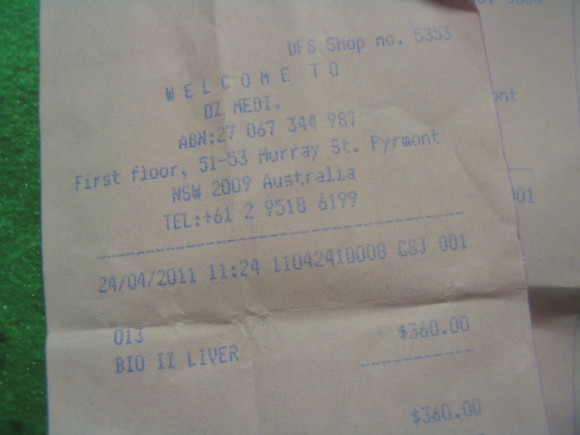 DFS Shop no. 5353
WELCOME TO
OZ MEDI.
ABN:27 067 344 987
First floor, 51-53 Murray St. Pyrmont
NSW 2009 Australia
TEL:+61 2 9518 6199
24/04/2011 11:24 11042410008 CSJ 001
013
BIO II LIVER $360.00
$360.00